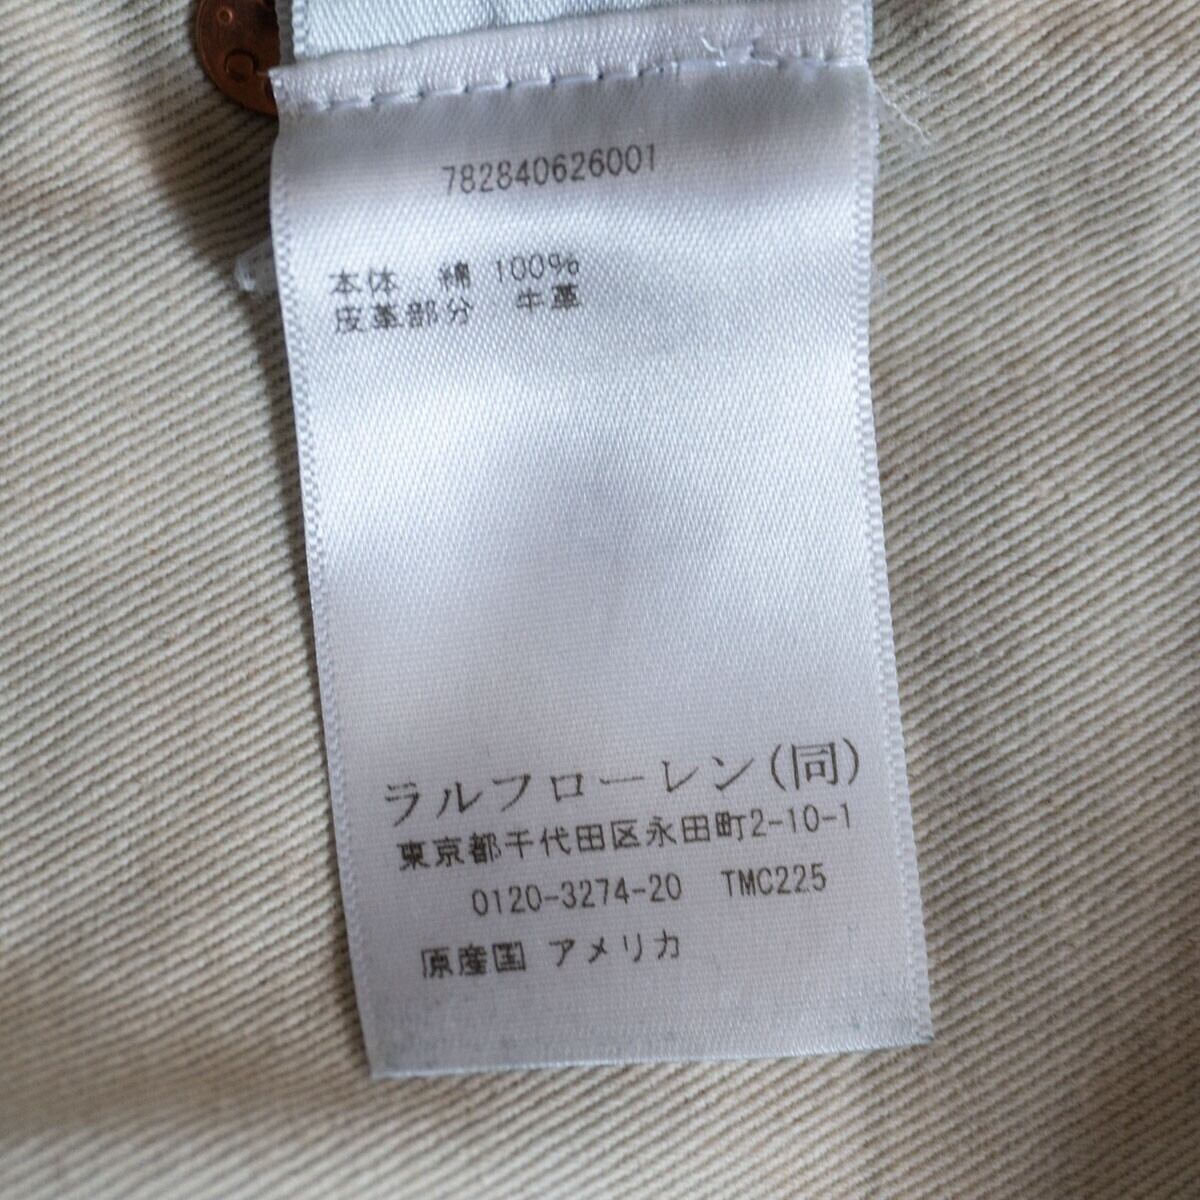 782840626001
本体 綿 100%
皮革部分 牛革
ラルフローレン(同)
東京都千代田区永田町2-10-1
0120-3274-20 TMC225
原産国 アメリカ